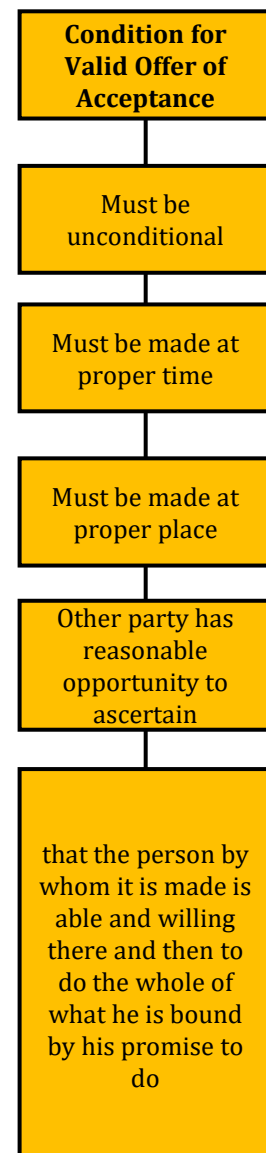 Condition for
Valid Offer of
Acceptance
Must be
unconditional
Must be made at
proper time
Must be made at
proper place
Other party has
reasonable
opportunity to
ascertain
that the person by
whom it is made is
able and willing
there and then to
do the whole of
what he is bound
by his promise to
do